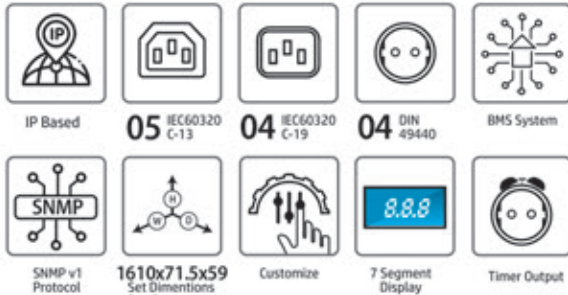 IP
IP Based
05 IEC60320
C-13
04 IEC60320
C-19
04 DIN
49440
BMS System
SNMP
SNMP v1
Protocol
H
W
D
1610x71.5x59
Set Dimentions
Customize
8.8.8
7 Segment
Display
Timer Output